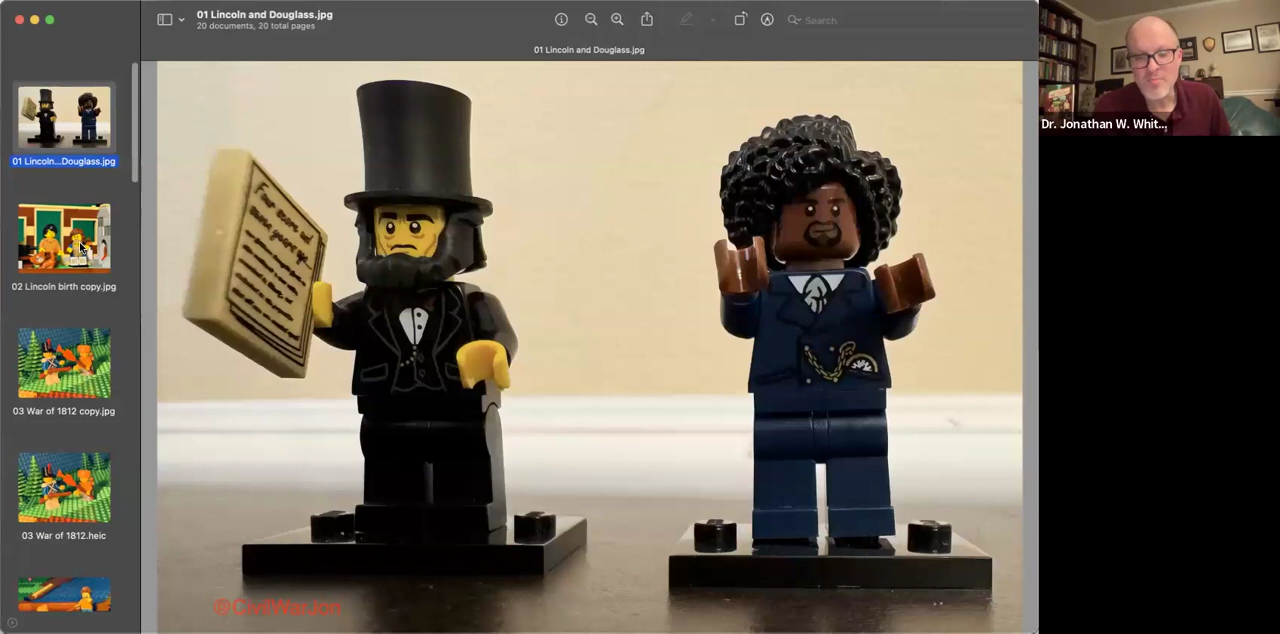 01 Lincoln and Douglass.jpg
20 documents, 20 total pages
Search
01 Lincoln and Douglass.jpg
01 Lincoln...Douglass.jpg
02 Lincoln birth copy.jpg
03 War of 1812 copy.jpg
03 War of 1812.heic
Four score and
seven years ago
@CivilWarJon
Dr. Jonathan W. Whit...